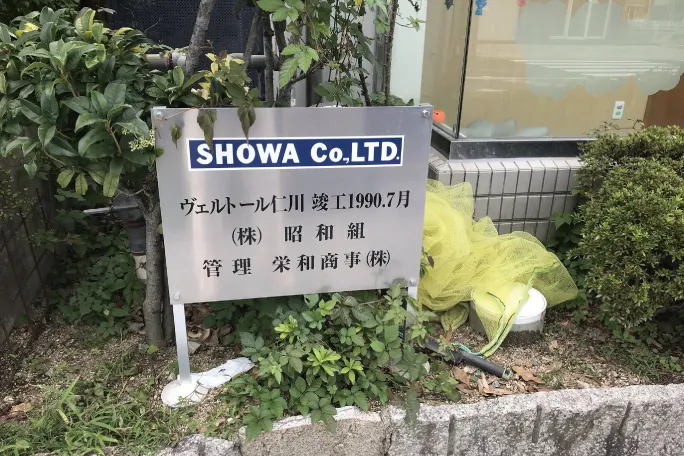 SHOWA Co.,LTD.
ヴェルトール仁川 竣工1990.7月
(株) 昭和組
管理 栄和商事(株)